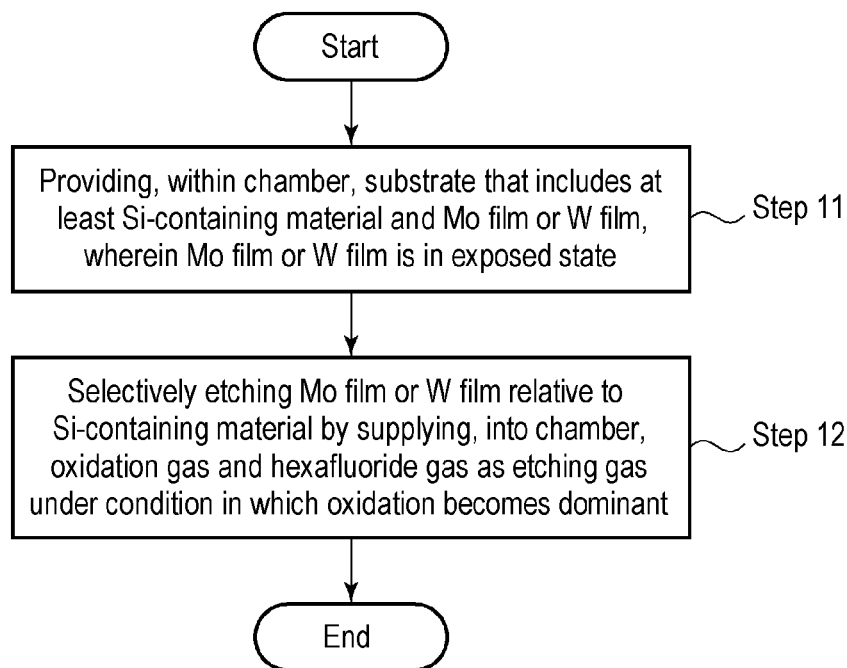 Start
Providing, within chamber, substrate that includes at
least Si-containing material and Mo film or W film,
wherein Mo film or W film is in exposed state
Step 11
Selectively etching Mo film or W film relative to
Si-containing material by supplying, into chamber,
oxidation gas and hexafluoride gas as etching gas
under condition in which oxidation becomes dominant
Step 12
End